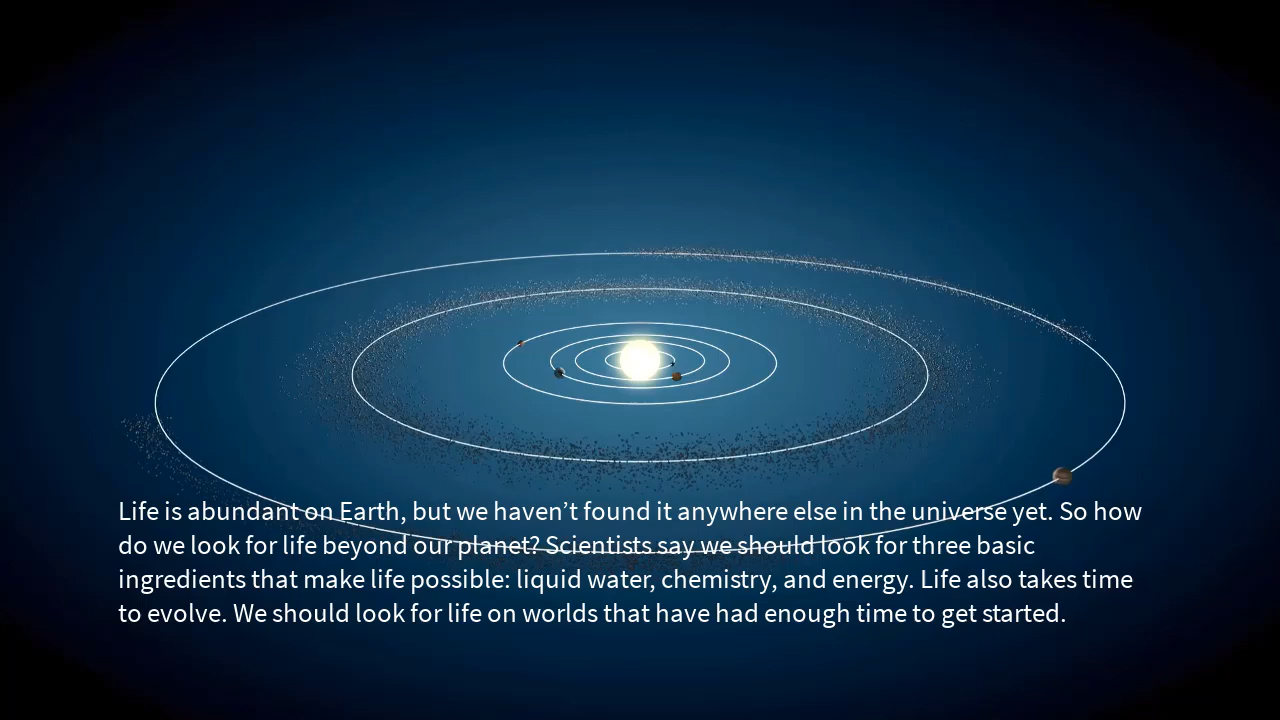 Life is abundant on Earth, but we haven’t found it anywhere else in the universe yet. So how
do we look for life beyond our planet? Scientists say we should look for three basic
ingredients that make life possible: liquid water, chemistry, and energy. Life also takes time
to evolve. We should look for life on worlds that have had enough time to get started.